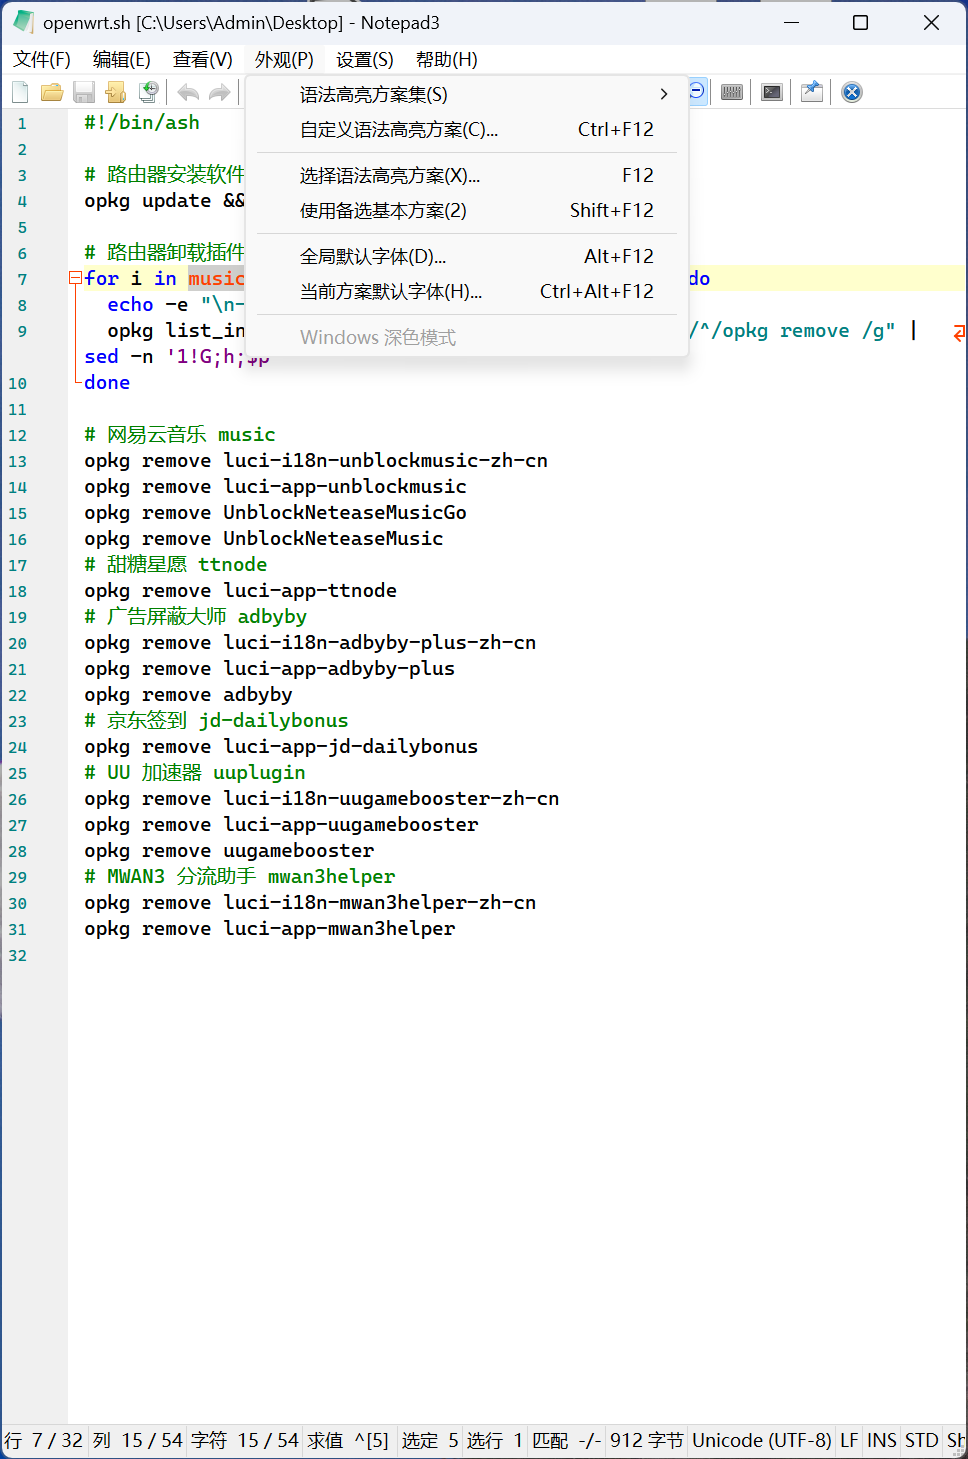 openwrt.sh [C:\Users\Admin\Desktop] - Notepad3
文件(F) 编辑(E) 查看(V) 外观(P) 设置(S) 帮助(H)
语法高亮方案集(S)
自定义语法高亮方案(C)... Ctrl+F12
选择语法高亮方案(X)... F12
使用备选基本方案(2) Shift+F12
全局默认字体(D)... Alt+F12
当前方案默认字体(H)... Ctrl+Alt+F12
Windows 深色模式
1 #!/bin/ash
2
3 # 路由器安装软件
4 opkg update &&
5
6 # 路由器卸载插件
7 for i in music do
8 echo -e "\n-
9 opkg list_in /^/opkg remove /g" |
sed -n '1!G;h;$p
10 done
11
12 # 网易云音乐 music
13 opkg remove luci-i18n-unblockmusic-zh-cn
14 opkg remove luci-app-unblockmusic
15 opkg remove UnblockNeteaseMusicGo
16 opkg remove UnblockNeteaseMusic
17 # 甜糖星愿 ttnode
18 opkg remove luci-app-ttnode
19 # 广告屏蔽大师 adbyby
20 opkg remove luci-i18n-adbyby-plus-zh-cn
21 opkg remove luci-app-adbyby-plus
22 opkg remove adbyby
23 # 京东签到 jd-dailybonus
24 opkg remove luci-app-jd-dailybonus
25 # UU 加速器 uuplugin
26 opkg remove luci-i18n-uugamebooster-zh-cn
27 opkg remove luci-app-uugamebooster
28 opkg remove uugamebooster
29 # MWAN3 分流助手 mwan3helper
30 opkg remove luci-i18n-mwan3helper-zh-cn
31 opkg remove luci-app-mwan3helper
32
行 7 / 32 列 15 / 54 字符 15 / 54 求值 ^[5] 选定 5 选行 1 匹配 -/- 912 字节 Unicode (UTF-8) LF INS STD Sh